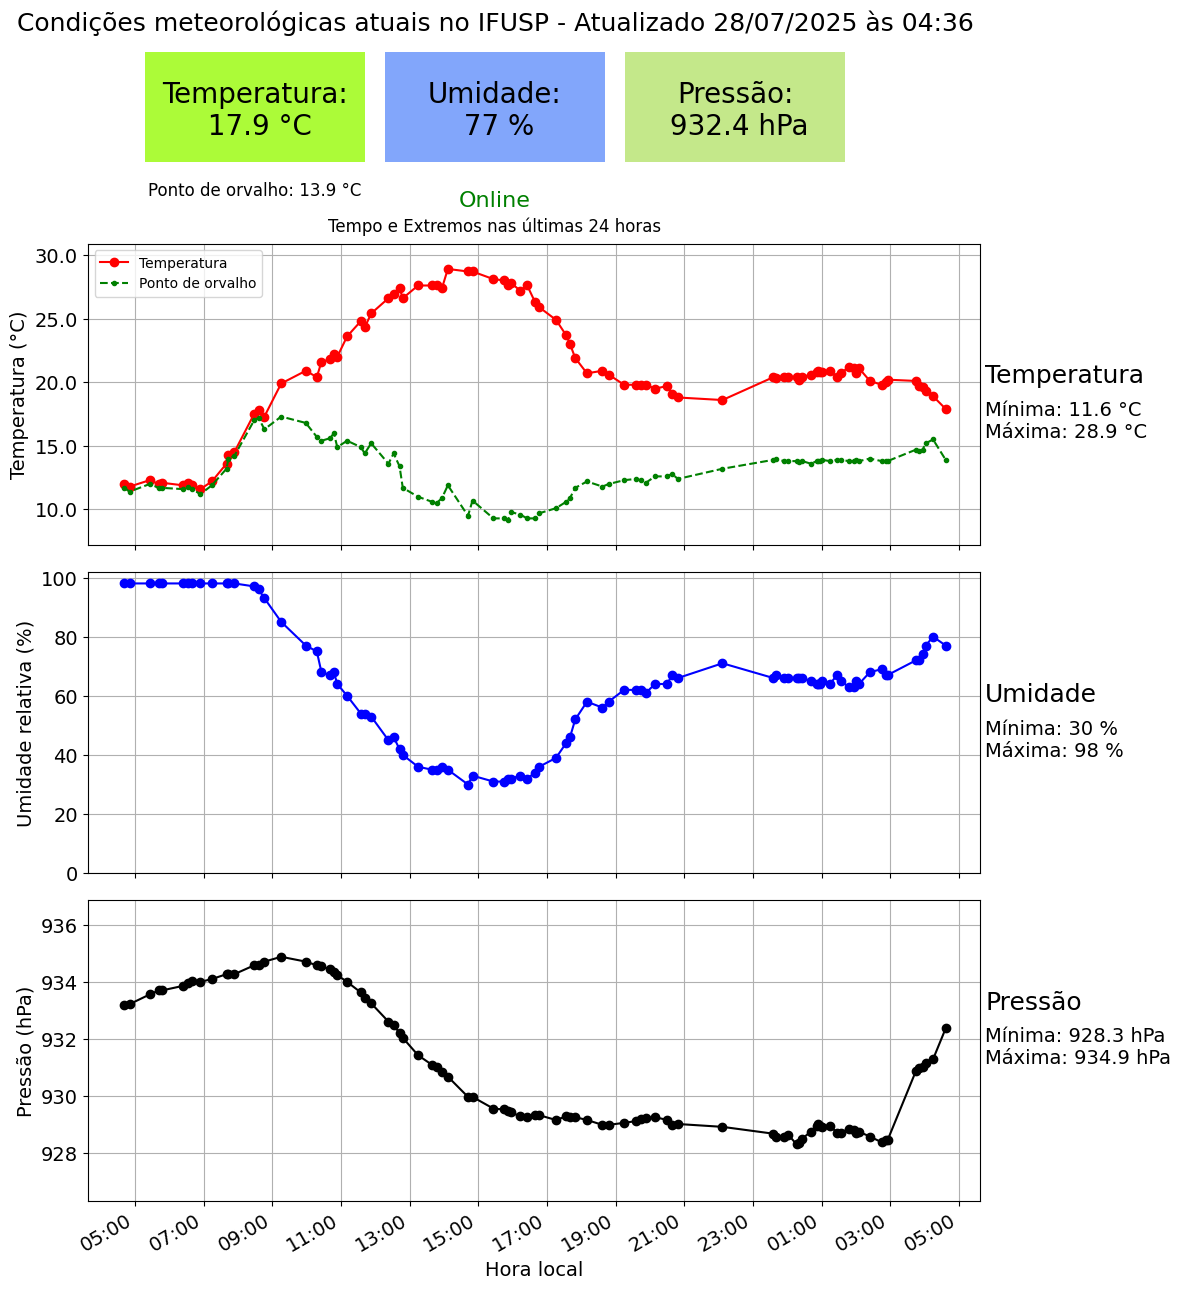 Condições meteorológicas atuais no IFUSP - Atualizado 28/07/2025 às 04:36
Temperatura:
17.9 °C
Umidade:
77 %
Pressão:
932.4 hPa
Ponto de orvalho: 13.9 °C
Online
Tempo e Extremos nas últimas 24 horas
Temperatura
Ponto de orvalho
Temperatura (°C)
30.0
25.0
20.0
15.0
10.0
Temperatura
Mínima: 11.6 °C
Máxima: 28.9 °C
Umidade relativa (%)
100
80
60
40
20
0
Umidade
Mínima: 30 %
Máxima: 98 %
Pressão (hPa)
936
934
932
930
928
Pressão
Mínima: 928.3 hPa
Máxima: 934.9 hPa
05:00
07:00
09:00
11:00
13:00
15:00
17:00
19:00
21:00
23:00
01:00
03:00
05:00
Hora local